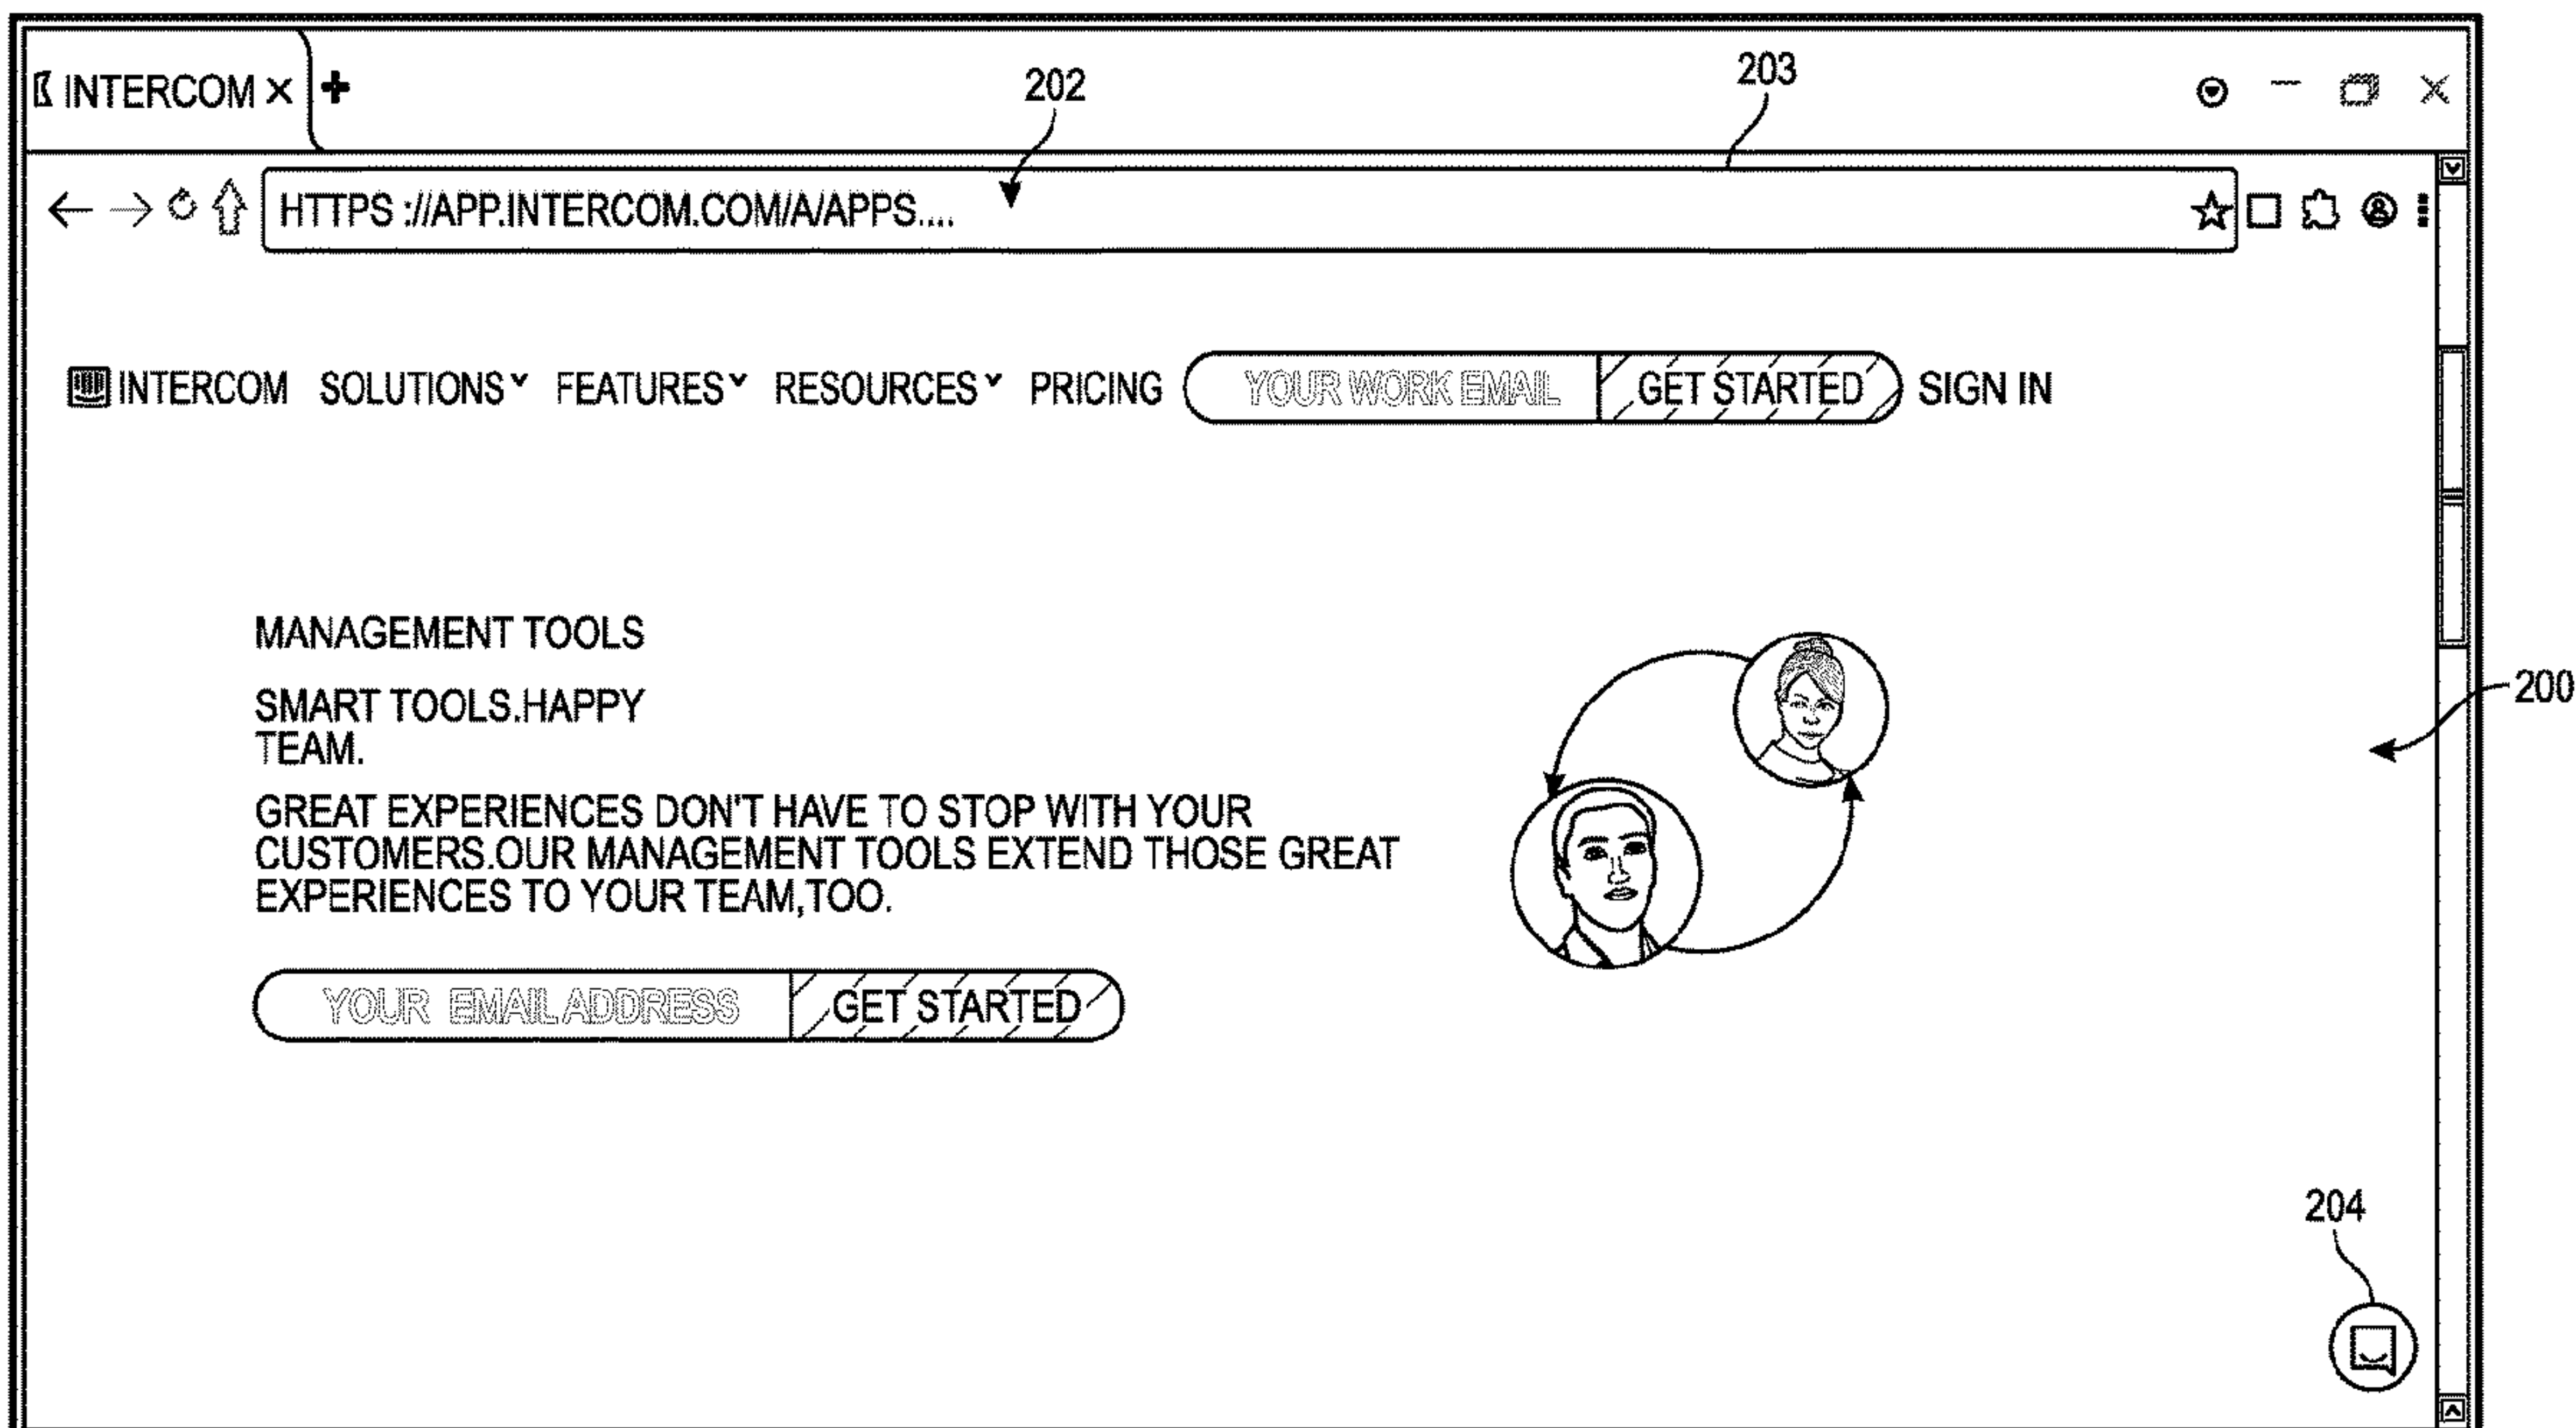 INTERCOM
202
203
HTTPS ://APP.INTERCOM.COM/A/APPS....
INTERCOM SOLUTIONS FEATURES RESOURCES PRICING YOUR WORK EMAIL GET STARTED SIGN IN
MANAGEMENT TOOLS
SMART TOOLS.HAPPY
TEAM.
200
GREAT EXPERIENCES DON'T HAVE TO STOP WITH YOUR
CUSTOMERS.OUR MANAGEMENT TOOLS EXTEND THOSE GREAT
EXPERIENCES TO YOUR TEAM,TOO.
YOUR EMAIL ADDRESS GET STARTED
204